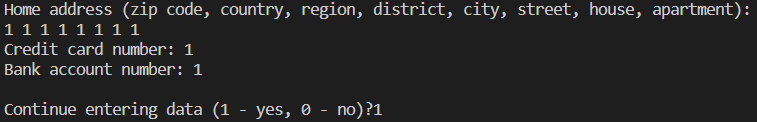 Home address (zip code, country, region, district, city, street, house, apartment):
1 1 1 1 1 1 1 1
Credit card number: 1
Bank account number: 1
Continue entering data (1 - yes, 0 - no)?1